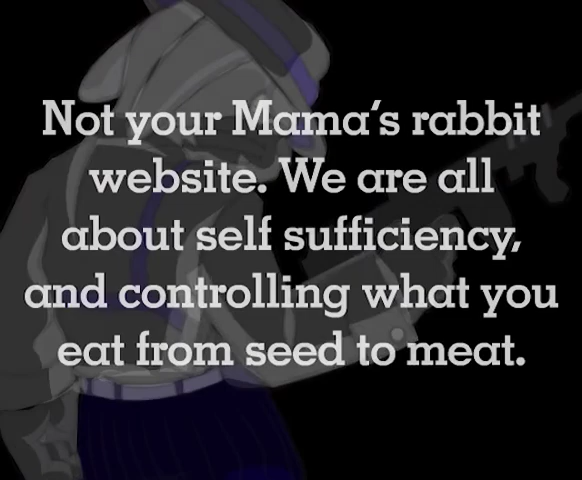 Not your Mama's rabbit
website. We are all
about self sufficiency,
and controlling what you
eat from seed to meat.